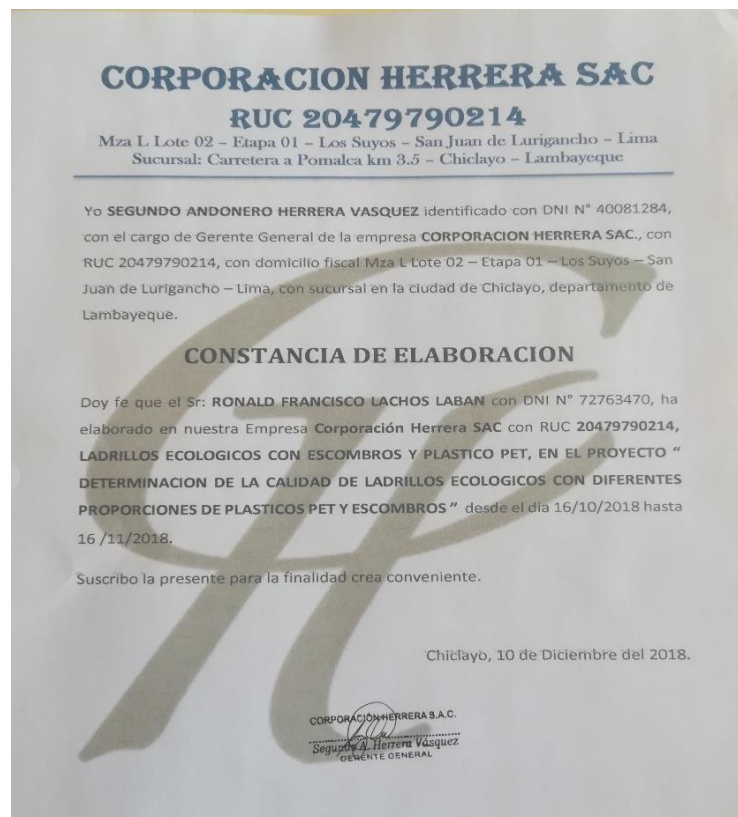 CORPORACION HERRERA SAC
RUC 20479790214
Mza L Lote 02 – Etapa 01 – Los Suyos – San Juan de Lurigancho – Lima
Sucursal: Carretera a Pomalca km 3.5 – Chiclayo – Lambayeque
Yo SEGUNDO ANDONERO HERRERA VASQUEZ identificado con DNI N° 40081284,
con el cargo de Gerente General de la empresa CORPORACION HERRERA SAC., con
RUC 20479790214, con domicilio fiscal Mza L Lote 02 – Etapa 01 – Los Suyos – San
Juan de Lurigancho – Lima, con sucursal en la ciudad de Chiclayo, departamento de
Lambayeque.
CONSTANCIA DE ELABORACION
Doy fe que el Sr: RONALD FRANCISCO LACHOS LABAN con DNI N° 72763470, ha
elaborado en nuestra Empresa Corporación Herrera SAC con RUC 20479790214,
LADRILLOS ECOLOGICOS CON ESCOMBROS Y PLASTICO PET, EN EL PROYECTO "
DETERMINACION DE LA CALIDAD DE LADRILLOS ECOLOGICOS CON DIFERENTES
PROPORCIONES DE PLASTICOS PET Y ESCOMBROS " desde el día 16/10/2018 hasta
16 /11/2018.
Suscribo la presente para la finalidad crea conveniente.
Chiclayo, 10 de Diciembre del 2018.
CORPORACIÓN HERRERA S.A.C.
Segundo A. Herrera Vásquez
GERENTE GENERAL